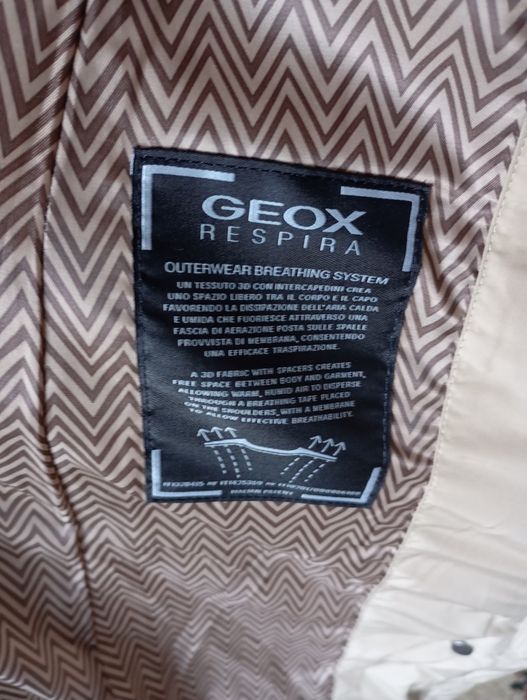 GEOX
RESPIRA
OUTERWEAR BREATHING SYSTEM
UN TESSUTO 3D CON INTERCAPEDINI CREA
UNO SPAZIO LIBERO TRA IL CORPO E IL CAPO
FAVORENDO LA DISSIPAZIONE DELL'ARIA CALDA
E UMIDA CHE FUORIESCE ATTRAVERSO UNA
FASCIA DI AERAZIONE POSTA SULLE SPALLE
PROVVISTA DI MEMBRANA, CONSENTENDO
UNA EFFICACE TRASPIRAZIONE.
A 3D FABRIC WITH SPACERS CREATES
FREE SPACE BETWEEN BODY AND GARMENT,
ALLOWING WARM, HUMID AIR TO DISPERSE
THROUGH A BREATHING TAPE PLACED
ON THE SHOULDERS, WITH A MEMBRANE
TO ALLOW EFFECTIVE BREATHABILITY.